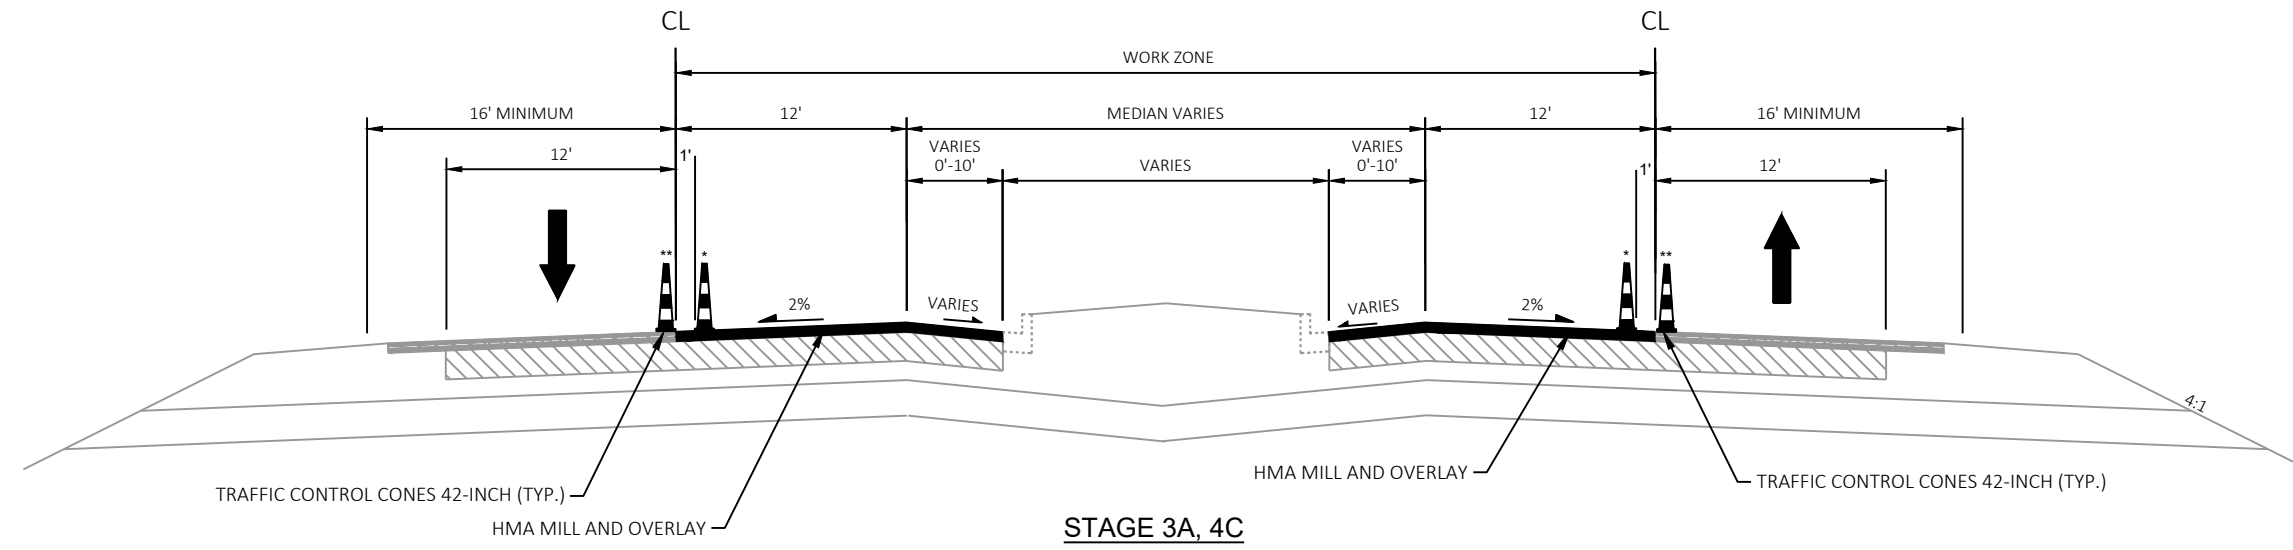 CL
CL
WORK ZONE
16' MINIMUM
12'
MEDIAN VARIES
12'
16' MINIMUM
12'
1'
VARIES
0'-10'
VARIES
VARIES
0'-10'
1'
12'
**
*
*
**
2%
VARIES
VARIES
2%
4:1
TRAFFIC CONTROL CONES 42-INCH (TYP.)
HMA MILL AND OVERLAY
HMA MILL AND OVERLAY
TRAFFIC CONTROL CONES 42-INCH (TYP.)
STAGE 3A, 4C